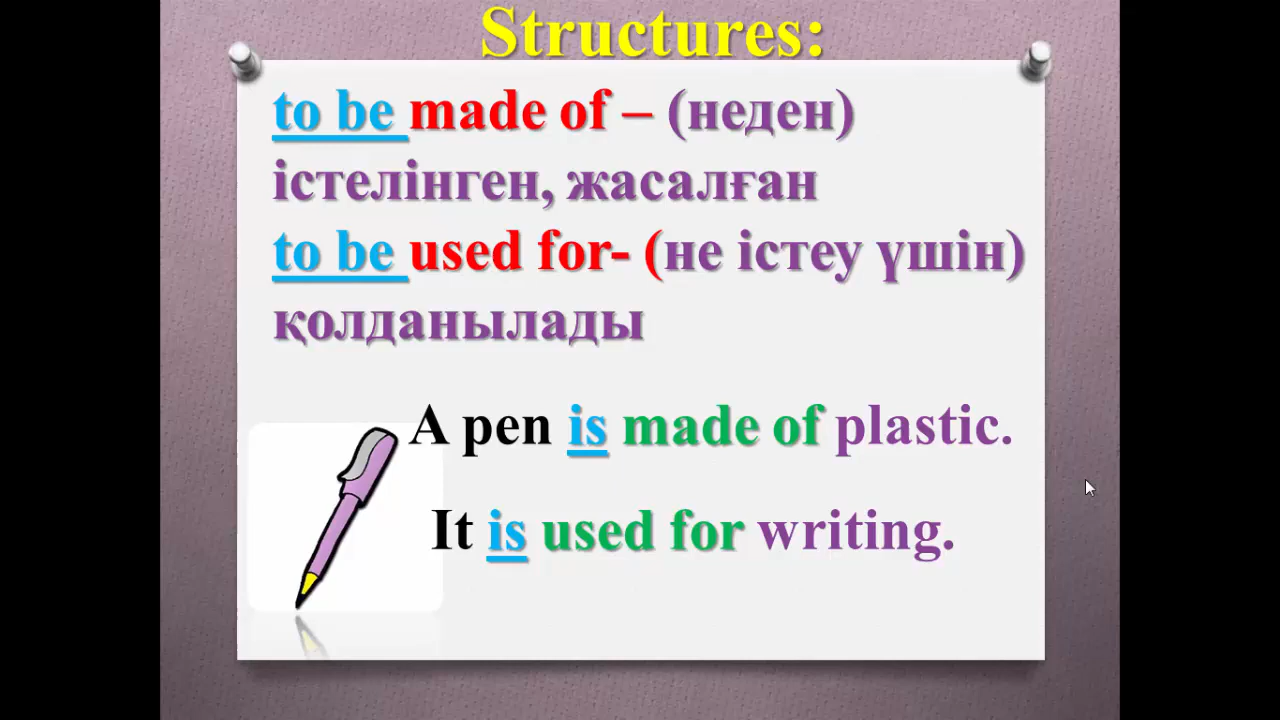 Structures:
to be made of – (неден)
істелінген, жасалған
to be used for- (не істеу үшін)
қолданылады
A pen is made of plastic.
It is used for writing.